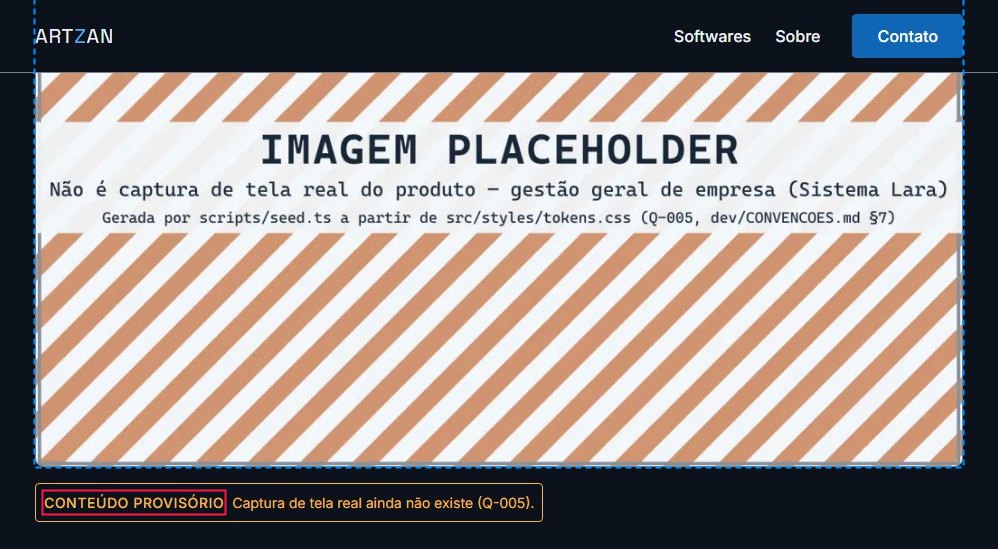 ARTZAN
Softwares Sobre Contato
IMAGEM PLACEHOLDER
Não é captura de tela real do produto — gestão geral de empresa (Sistema Lara)
Gerada por scripts/seed.ts a partir de src/styles/tokens.css (Q-005, dev/CONVENCOES.md §7)
CONTEÚDO PROVISÓRIO Captura de tela real ainda não existe (Q-005).